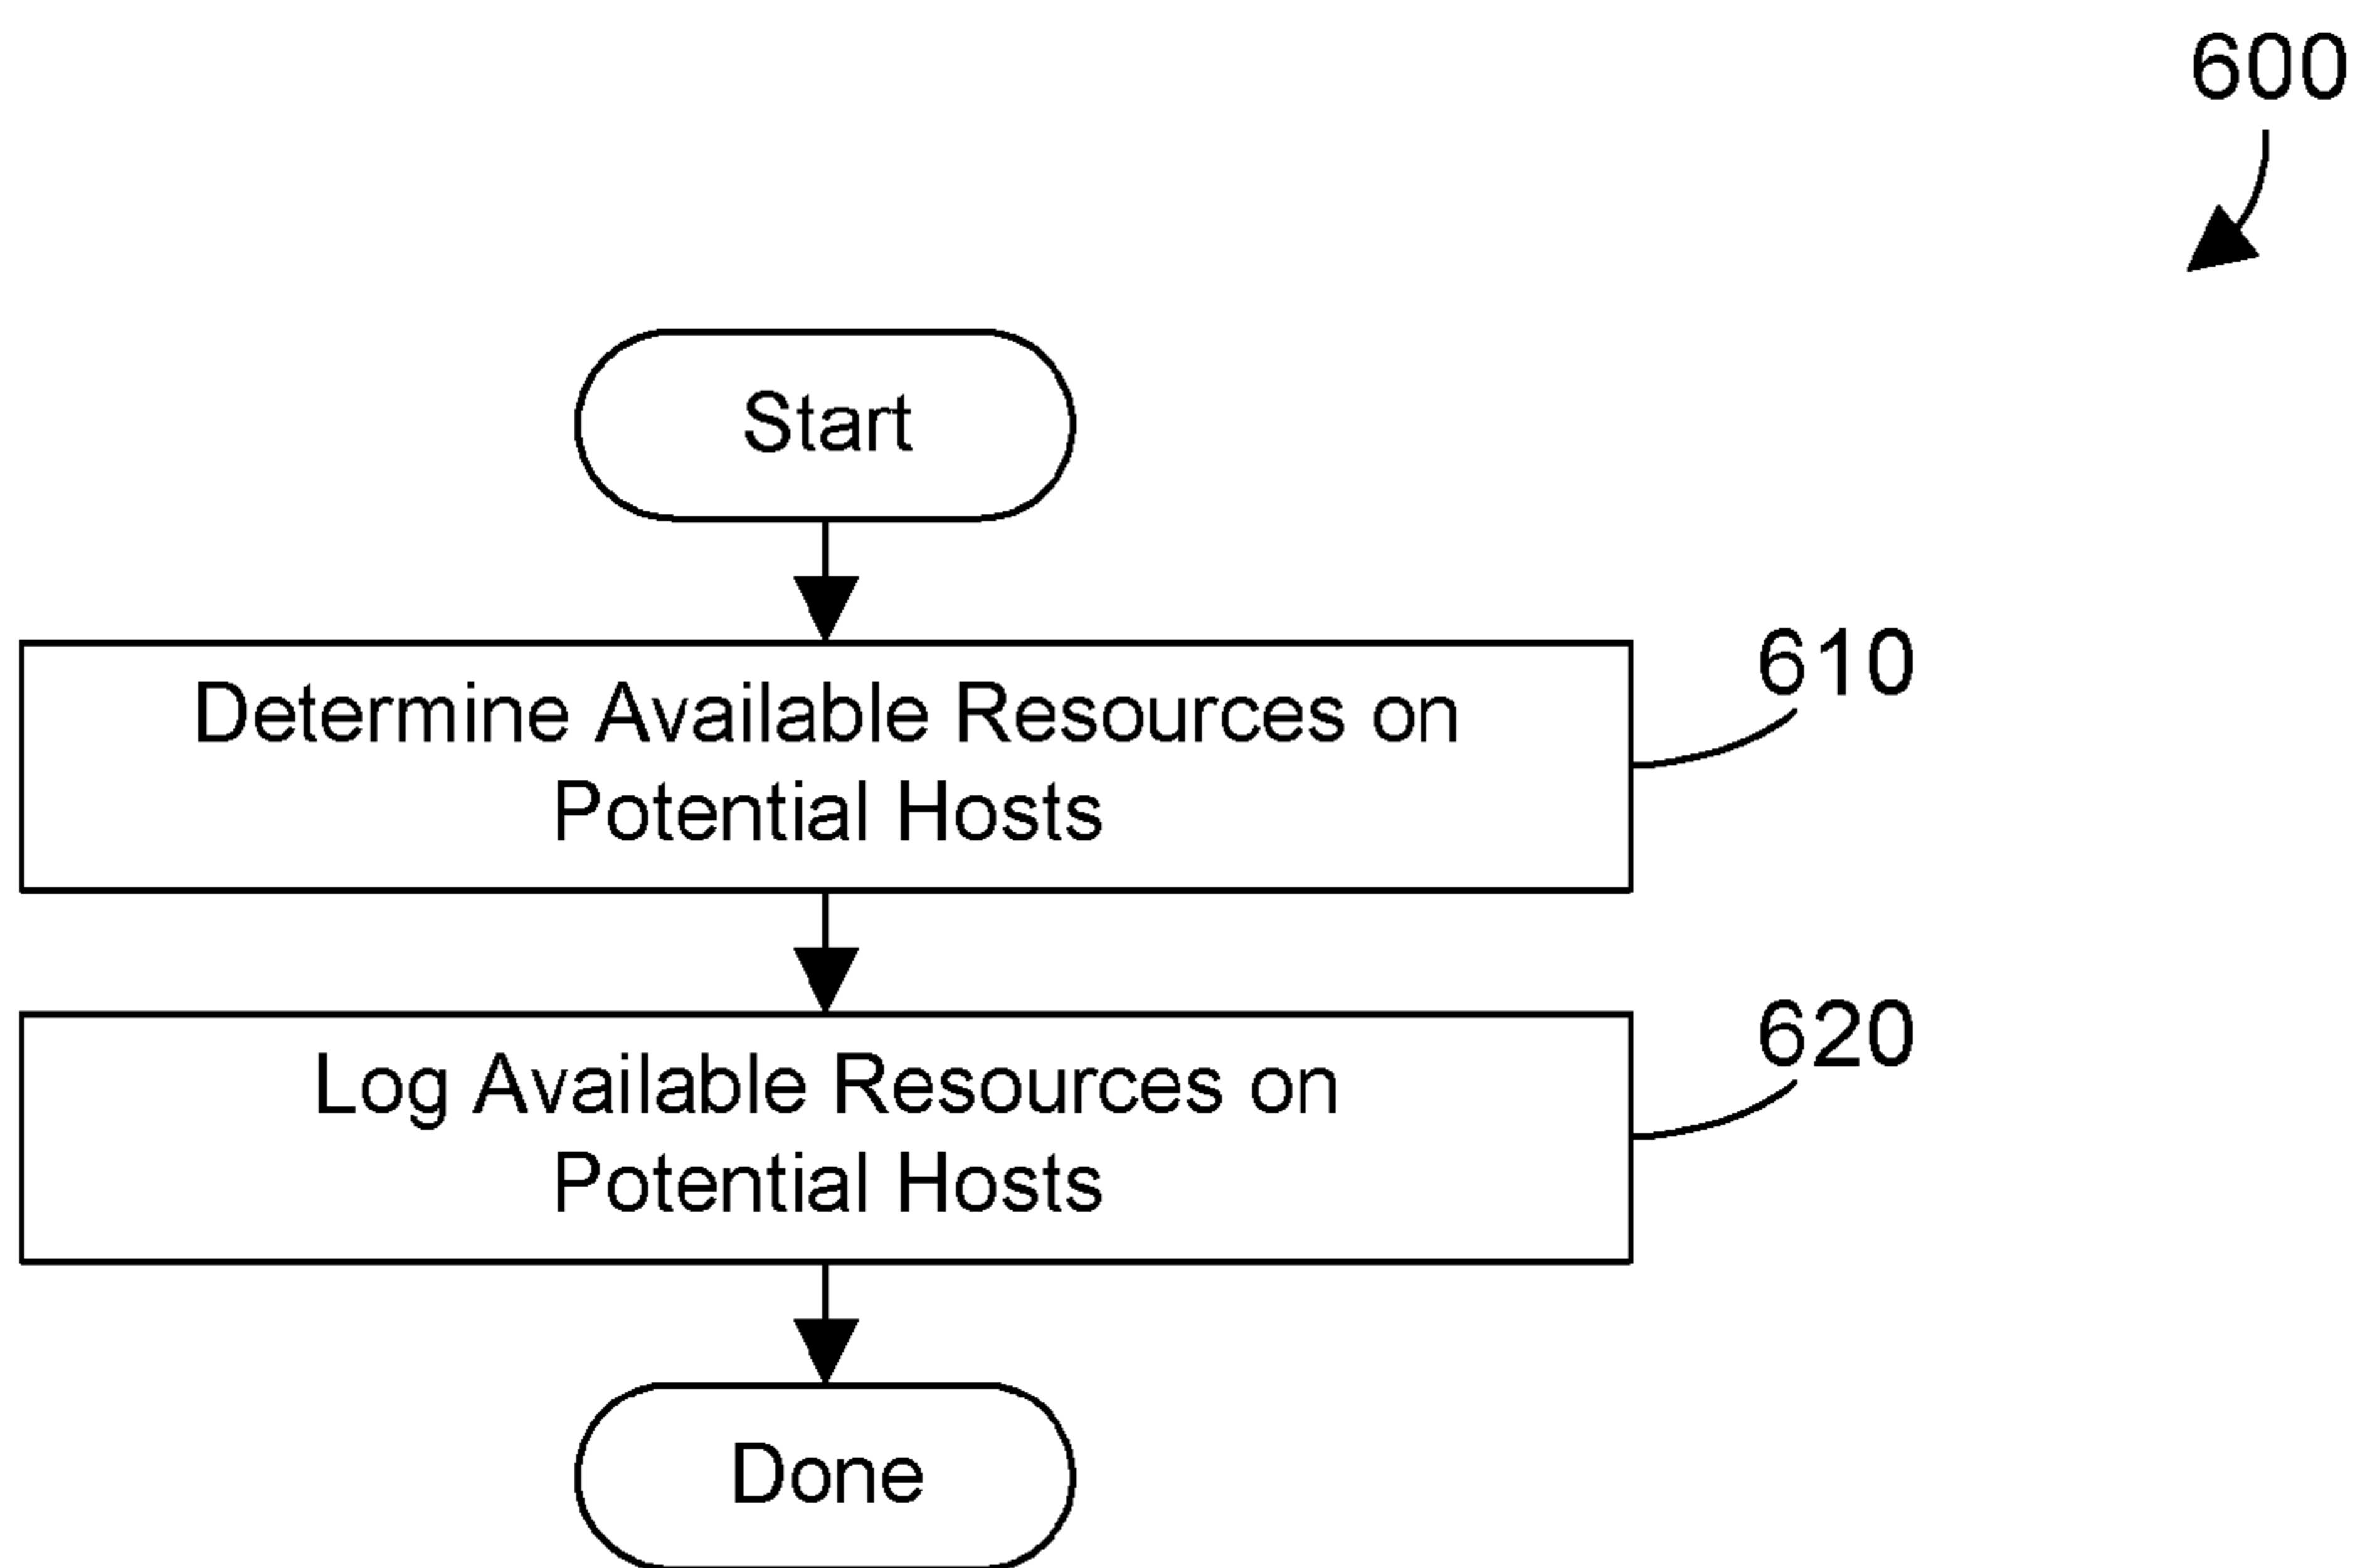 600
Start
Determine Available Resources on
Potential Hosts
610
Log Available Resources on
Potential Hosts
620
Done